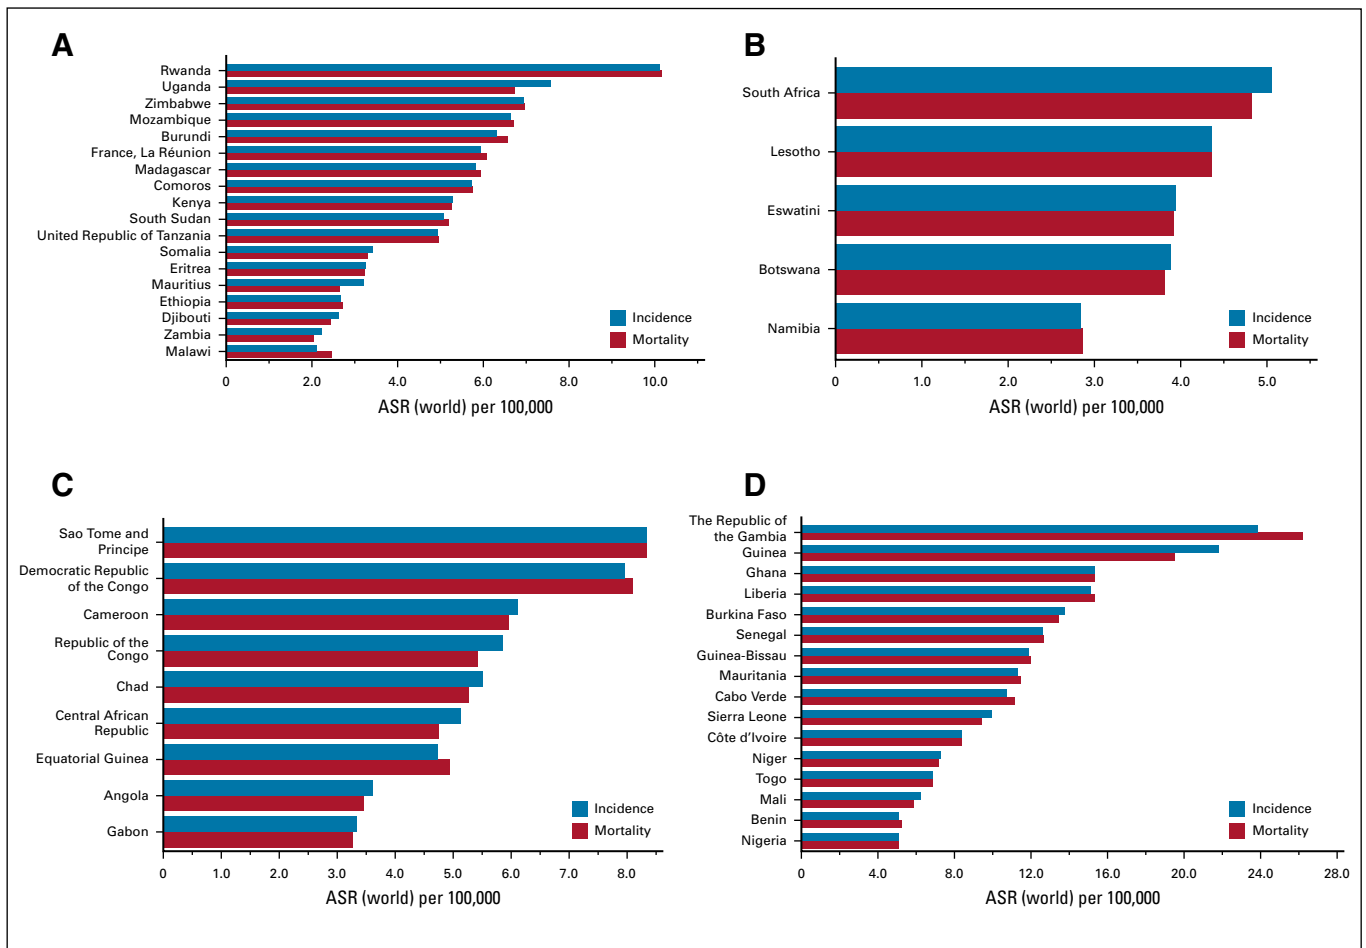 A
Rwanda
Uganda
Zimbabwe
Mozambique
Burundi
France, La Réunion
Madagascar
Comoros
Kenya
South Sudan
United Republic of Tanzania
Somalia
Eritrea
Mauritius
Ethiopia
Djibouti
Zambia
Malawi
Incidence
Mortality
0 2.0 4.0 6.0 8.0 10.0
ASR (world) per 100,000
B
South Africa
Lesotho
Eswatini
Botswana
Namibia
Incidence
Mortality
0 1.0 2.0 3.0 4.0 5.0
ASR (world) per 100,000
C
Sao Tome and
Principe
Democratic Republic
of the Congo
Cameroon
Republic of the
Congo
Chad
Central African
Republic
Equatorial Guinea
Angola
Gabon
Incidence
Mortality
0 1.0 2.0 3.0 4.0 5.0 6.0 7.0 8.0
ASR (world) per 100,000
D
The Republic of
the Gambia
Guinea
Ghana
Liberia
Burkina Faso
Senegal
Guinea-Bissau
Mauritania
Cabo Verde
Sierra Leone
Côte d'Ivoire
Niger
Togo
Mali
Benin
Nigeria
Incidence
Mortality
0 4.0 8.0 12.0 16.0 20.0 24.0 28.0
ASR (world) per 100,000